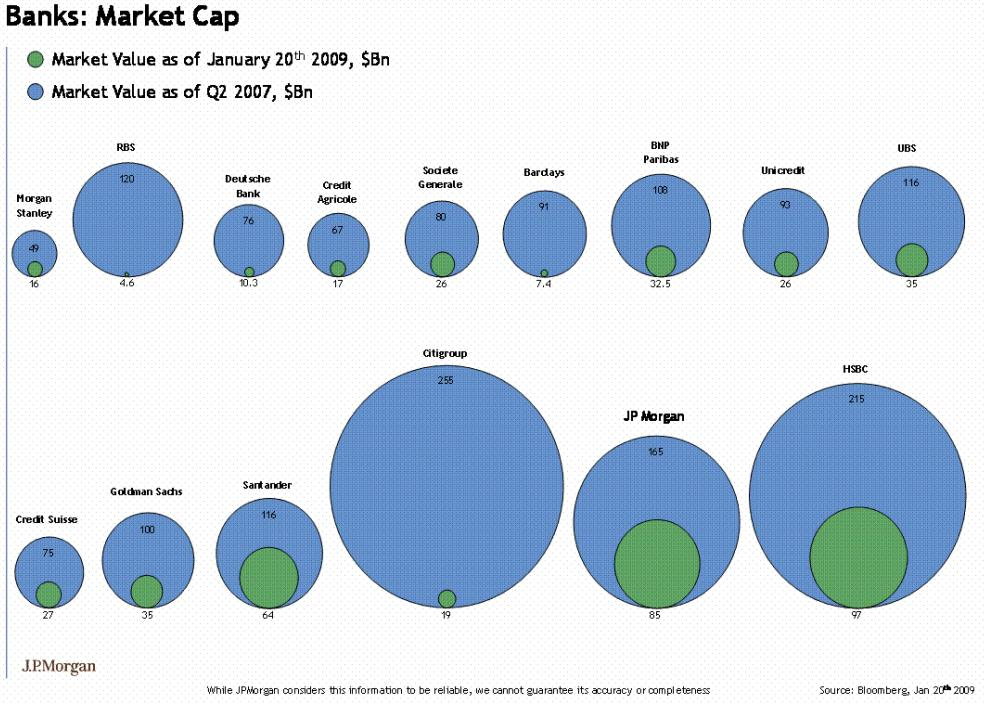 Banks: Market Cap
Market Value as of January 20th 2009, $Bn
Market Value as of Q2 2007, $Bn
Morgan
Stanley
49
16
RBS
120
4.6
Deutsche
Bank
76
10.3
Credit
Agricole
67
17
Societe
Generale
80
26
Barclays
91
7.4
BNP
Paribas
108
32.5
Unicredit
93
26
UBS
116
35
Credit Suisse
75
27
Goldman Sachs
100
35
Santander
116
64
Citigroup
255
19
JP Morgan
165
85
HSBC
215
97
J.P.Morgan
While JPMorgan considers this information to be reliable, we cannot guarantee its accuracy or completeness
Source: Bloomberg, Jan 20th 2009